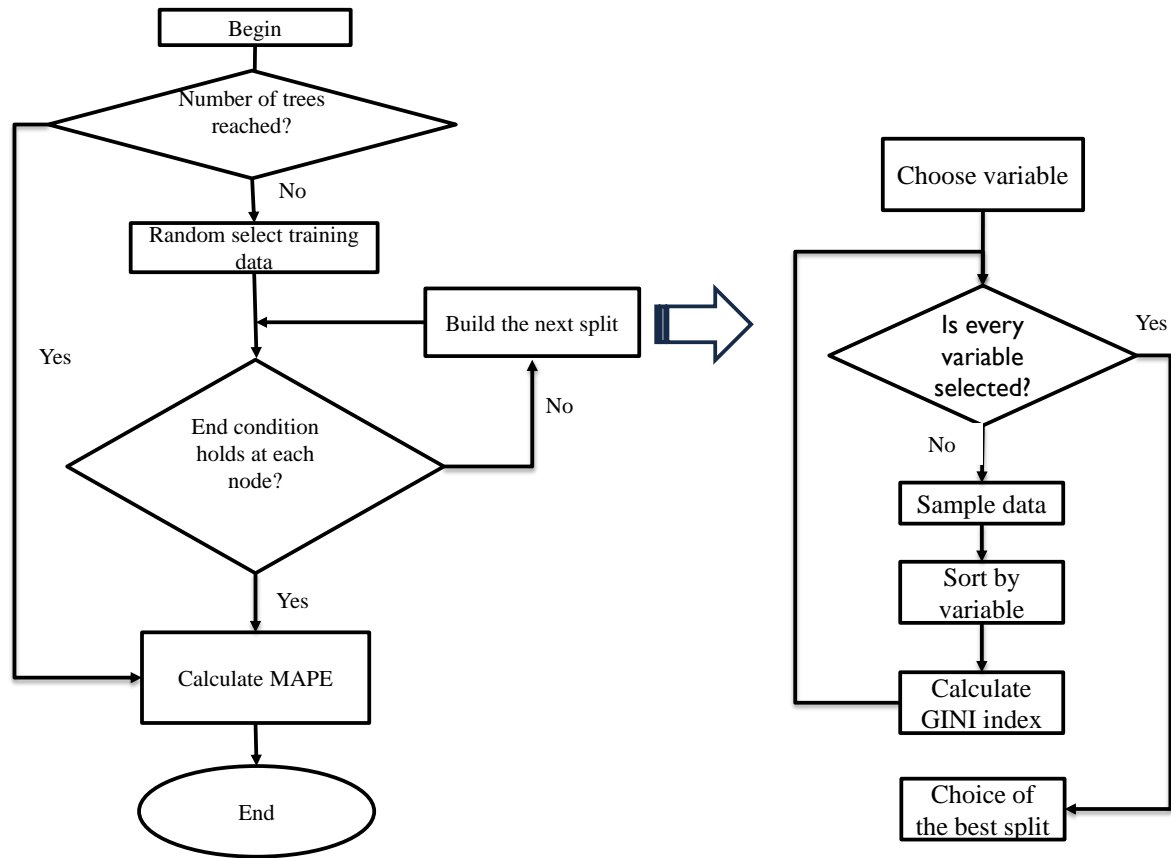 Begin
Number of trees
reached?
No
Random select training
data
Build the next split
Yes
No
End condition
holds at each
node?
Yes
Calculate MAPE
End
Choose variable
Is every
variable
selected?
Yes
No
Sample data
Sort by
variable
Calculate
GINI index
Choice of
the best split